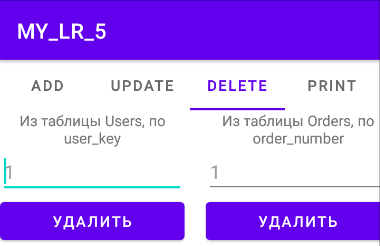 MY_LR_5
ADD UPDATE DELETE PRINT
Из таблицы Users, по
user_key
Из таблицы Orders, по
order_number
1
1
УДАЛИТЬ
УДАЛИТЬ